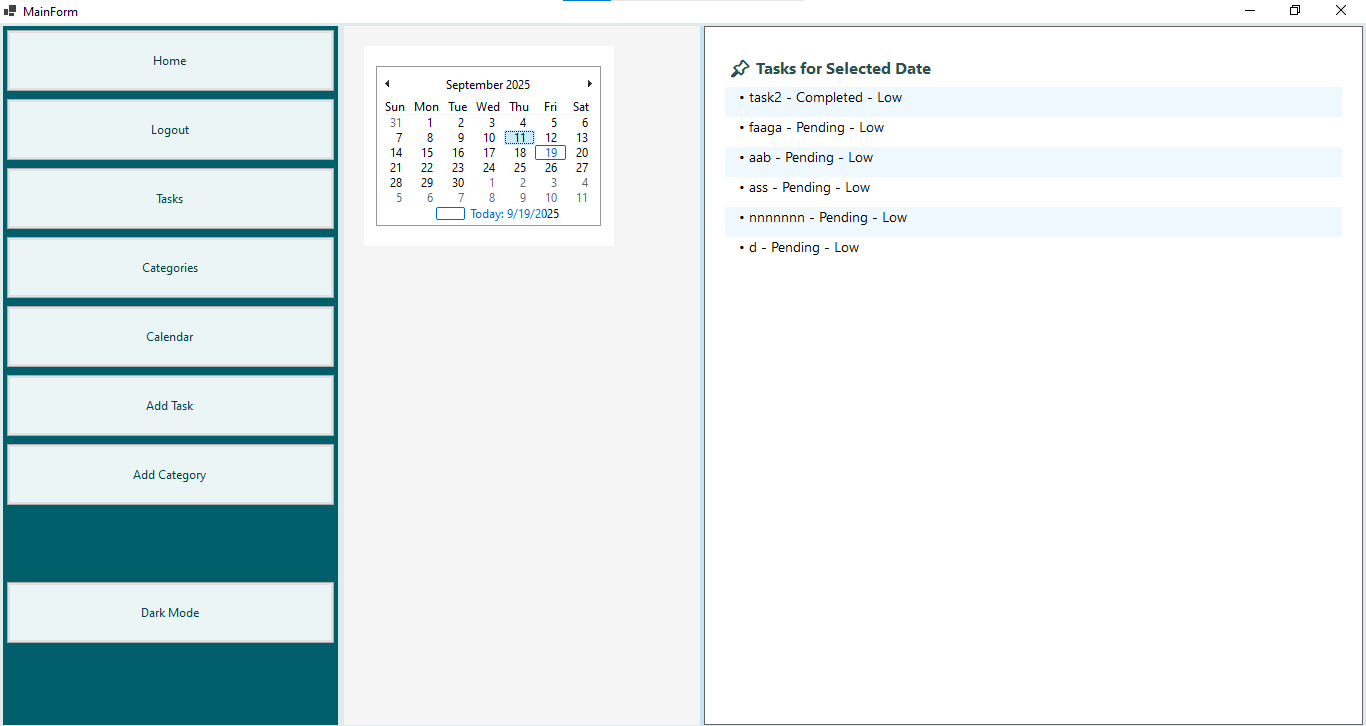 MainForm
Home
Logout
Tasks
Categories
Calendar
Add Task
Add Category
Dark Mode
September 2025
Sun Mon Tue Wed Thu Fri Sat
31 1 2 3 4 5 6
7 8 9 10 11 12 13
14 15 16 17 18 19 20
21 22 23 24 25 26 27
28 29 30 1 2 3 4
5 6 7 8 9 10 11
Today: 9/19/2025
Tasks for Selected Date
• task2 - Completed - Low
• faaga - Pending - Low
• aab - Pending - Low
• ass - Pending - Low
• nnnnnnn - Pending - Low
• d - Pending - Low